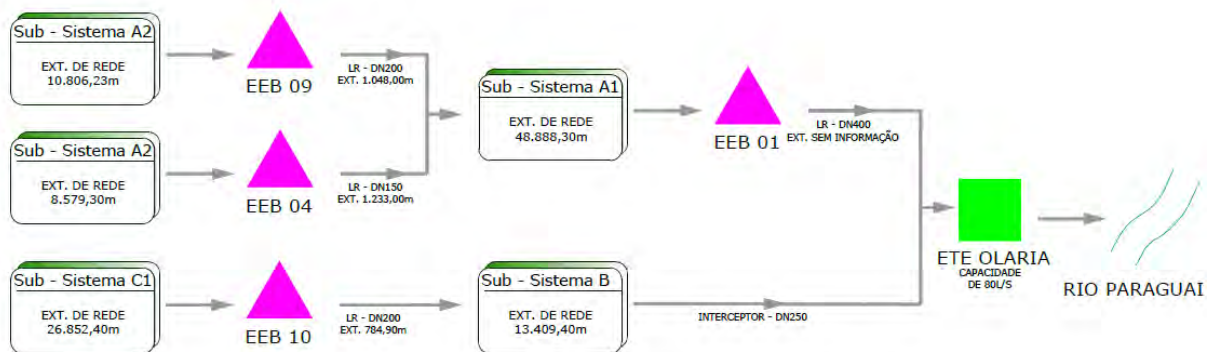 Sub - Sistema A2
EXT. DE REDE
10.806,23m
EEB 09
LR - DN200
EXT. 1.048,00m
Sub - Sistema A2
EXT. DE REDE
8.579,30m
EEB 04
LR - DN150
EXT. 1.233,00m
Sub - Sistema A1
EXT. DE REDE
48.888,30m
EEB 01
LR - DN400
EXT. SEM INFORMAÇÃO
Sub - Sistema C1
EXT. DE REDE
26.852,40m
EEB 10
LR - DN200
EXT. 784,90m
Sub - Sistema B
EXT. DE REDE
13.409,40m
INTERCEPTOR - DN250
ETE OLARIA
CAPACIDADE
DE 80L/S
RIO PARAGUAI